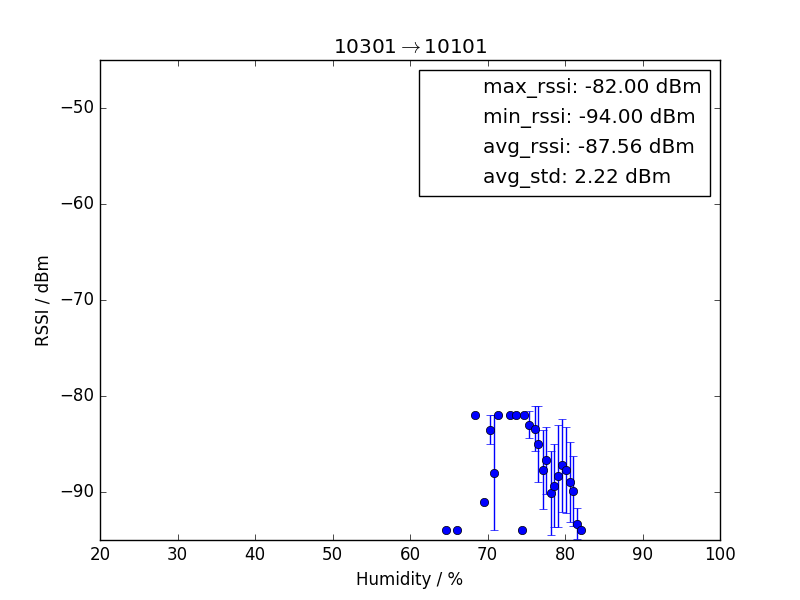 10301→10101
max_rssi: -82.00 dBm
min_rssi: -94.00 dBm
avg_rssi: -87.56 dBm
avg_std: 2.22 dBm
−50
−60
−70
−80
−90
RSSI / dBm
20 30 40 50 60 70 80 90 100
Humidity / %